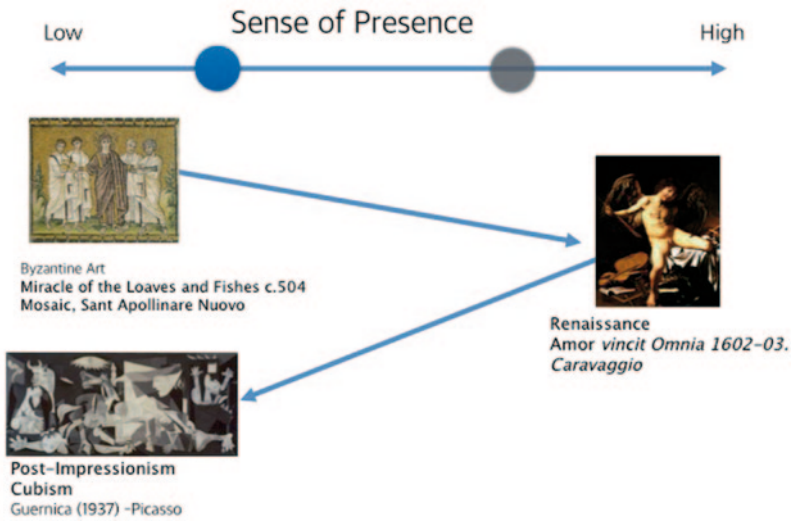 Sense of Presence
Low
High
Byzantine Art
Miracle of the Loaves and Fishes c.504
Mosaic, Sant Apollinare Nuovo
Renaissance
Amor vincit Omnia 1602-03.
Caravaggio
Post-Impressionism
Cubism
Guernica (1937) -Picasso